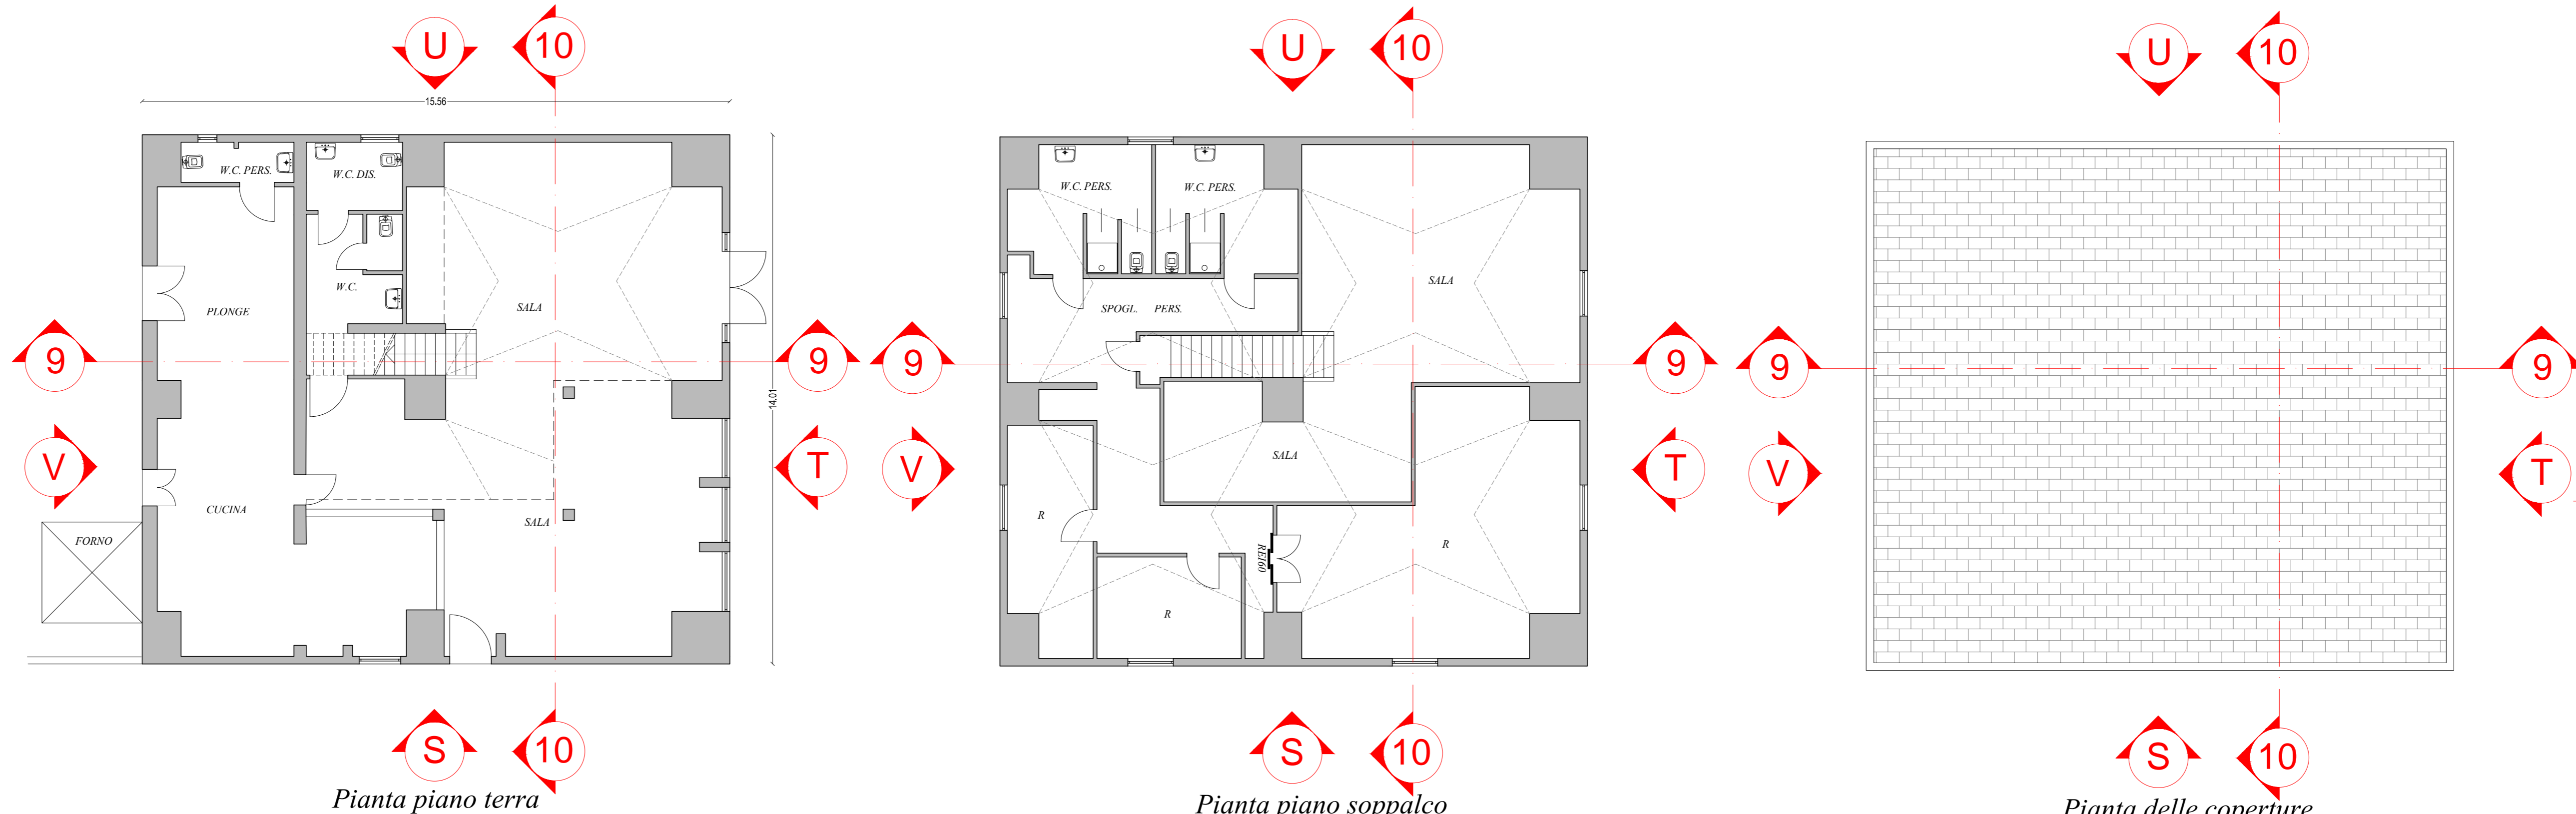 U
10
15.56
W.C. PERS.
W.C. DIS.
W.C.
PLONGE
SALA
9
9
14.01
V
T
CUCINA
SALA
FORNO
S
10
Pianta piano terra
U
10
W.C. PERS.
W.C. PERS.
SALA
SPOGL. PERS.
9
9
V
T
SALA
R
REI60
R
R
S
10
Pianta piano soppalco
U
10
9
9
V
T
S
10
Pianta delle coperture